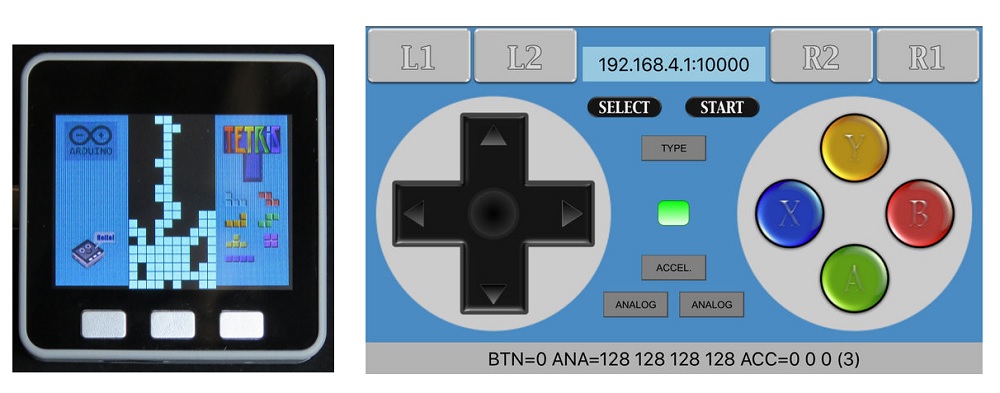 ARDUINO
TETRIS
Hello!
L1
L2
192.168.4.1:10000
R2
R1
SELECT
START
TYPE
Y
X
B
A
ACCEL.
ANALOG
ANALOG
BTN=0 ANA=128 128 128 128 ACC=0 0 0 (3)